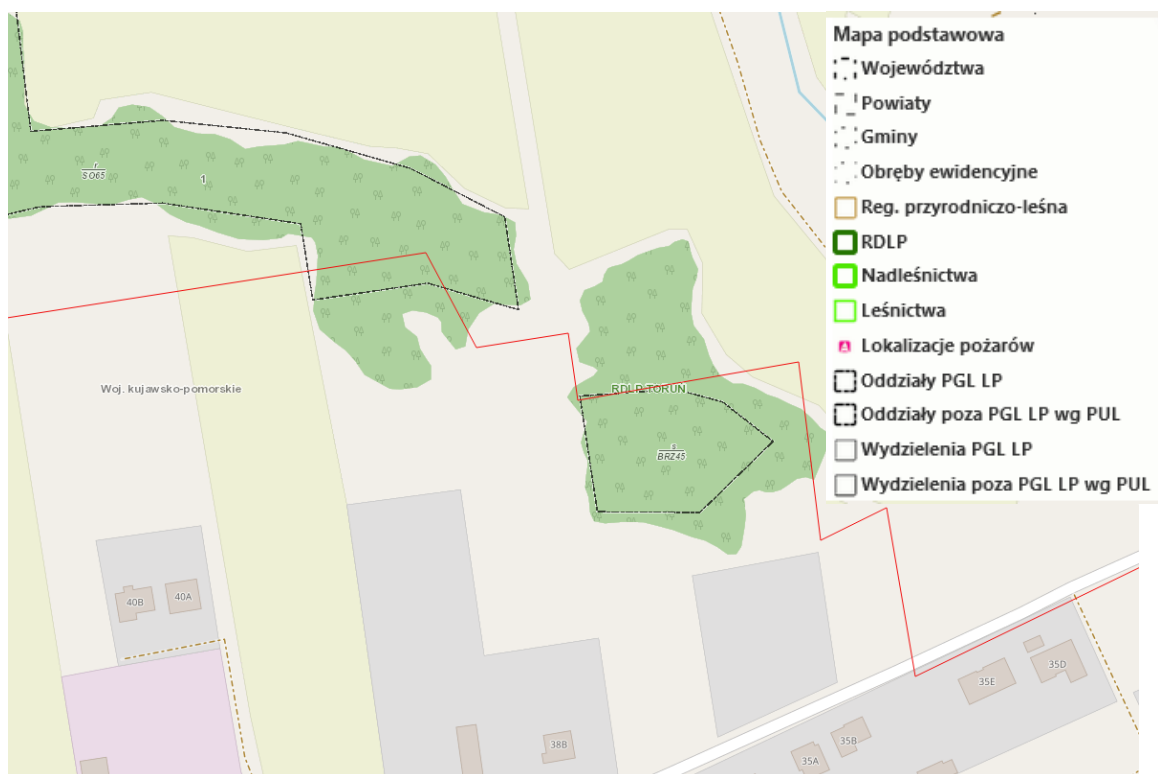 Mapa podstawowa
Województwa
Powiaty
Gminy
Obręby ewidencyjne
Reg. przyrodniczo-leśna
RDLP
Nadleśnictwa
Leśnictwa
Lokalizacje pożarów
Oddziały PGL LP
Oddziały poza PGL LP wg PUL
Wydzielenia PGL LP
Wydzielenia poza PGL LP wg PUL
r
SO65
1
Woj. kujawsko-pomorskie
RDLP TORUŃ
s
BRZ45
40B
40A
38B
35E
35D
35B
35A